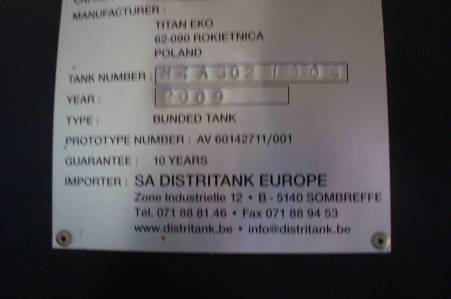 MANUFACTURER :
TITAN EKO
62-090 ROKIETNICA
POLAND
TANK NUMBER :
YEAR : 2000
TYPE : BUNDED TANK
PROTOTYPE NUMBER : AV 60142711/001
GUARANTEE : 10 YEARS
IMPORTER : SA DISTRITANK EUROPE
Zone Industrielle 12 • B - 5140 SOMBREFFE
Tél. 071 88 81.46 • Fax 071 88 94 53
www.distritank.be • info@distritank.be